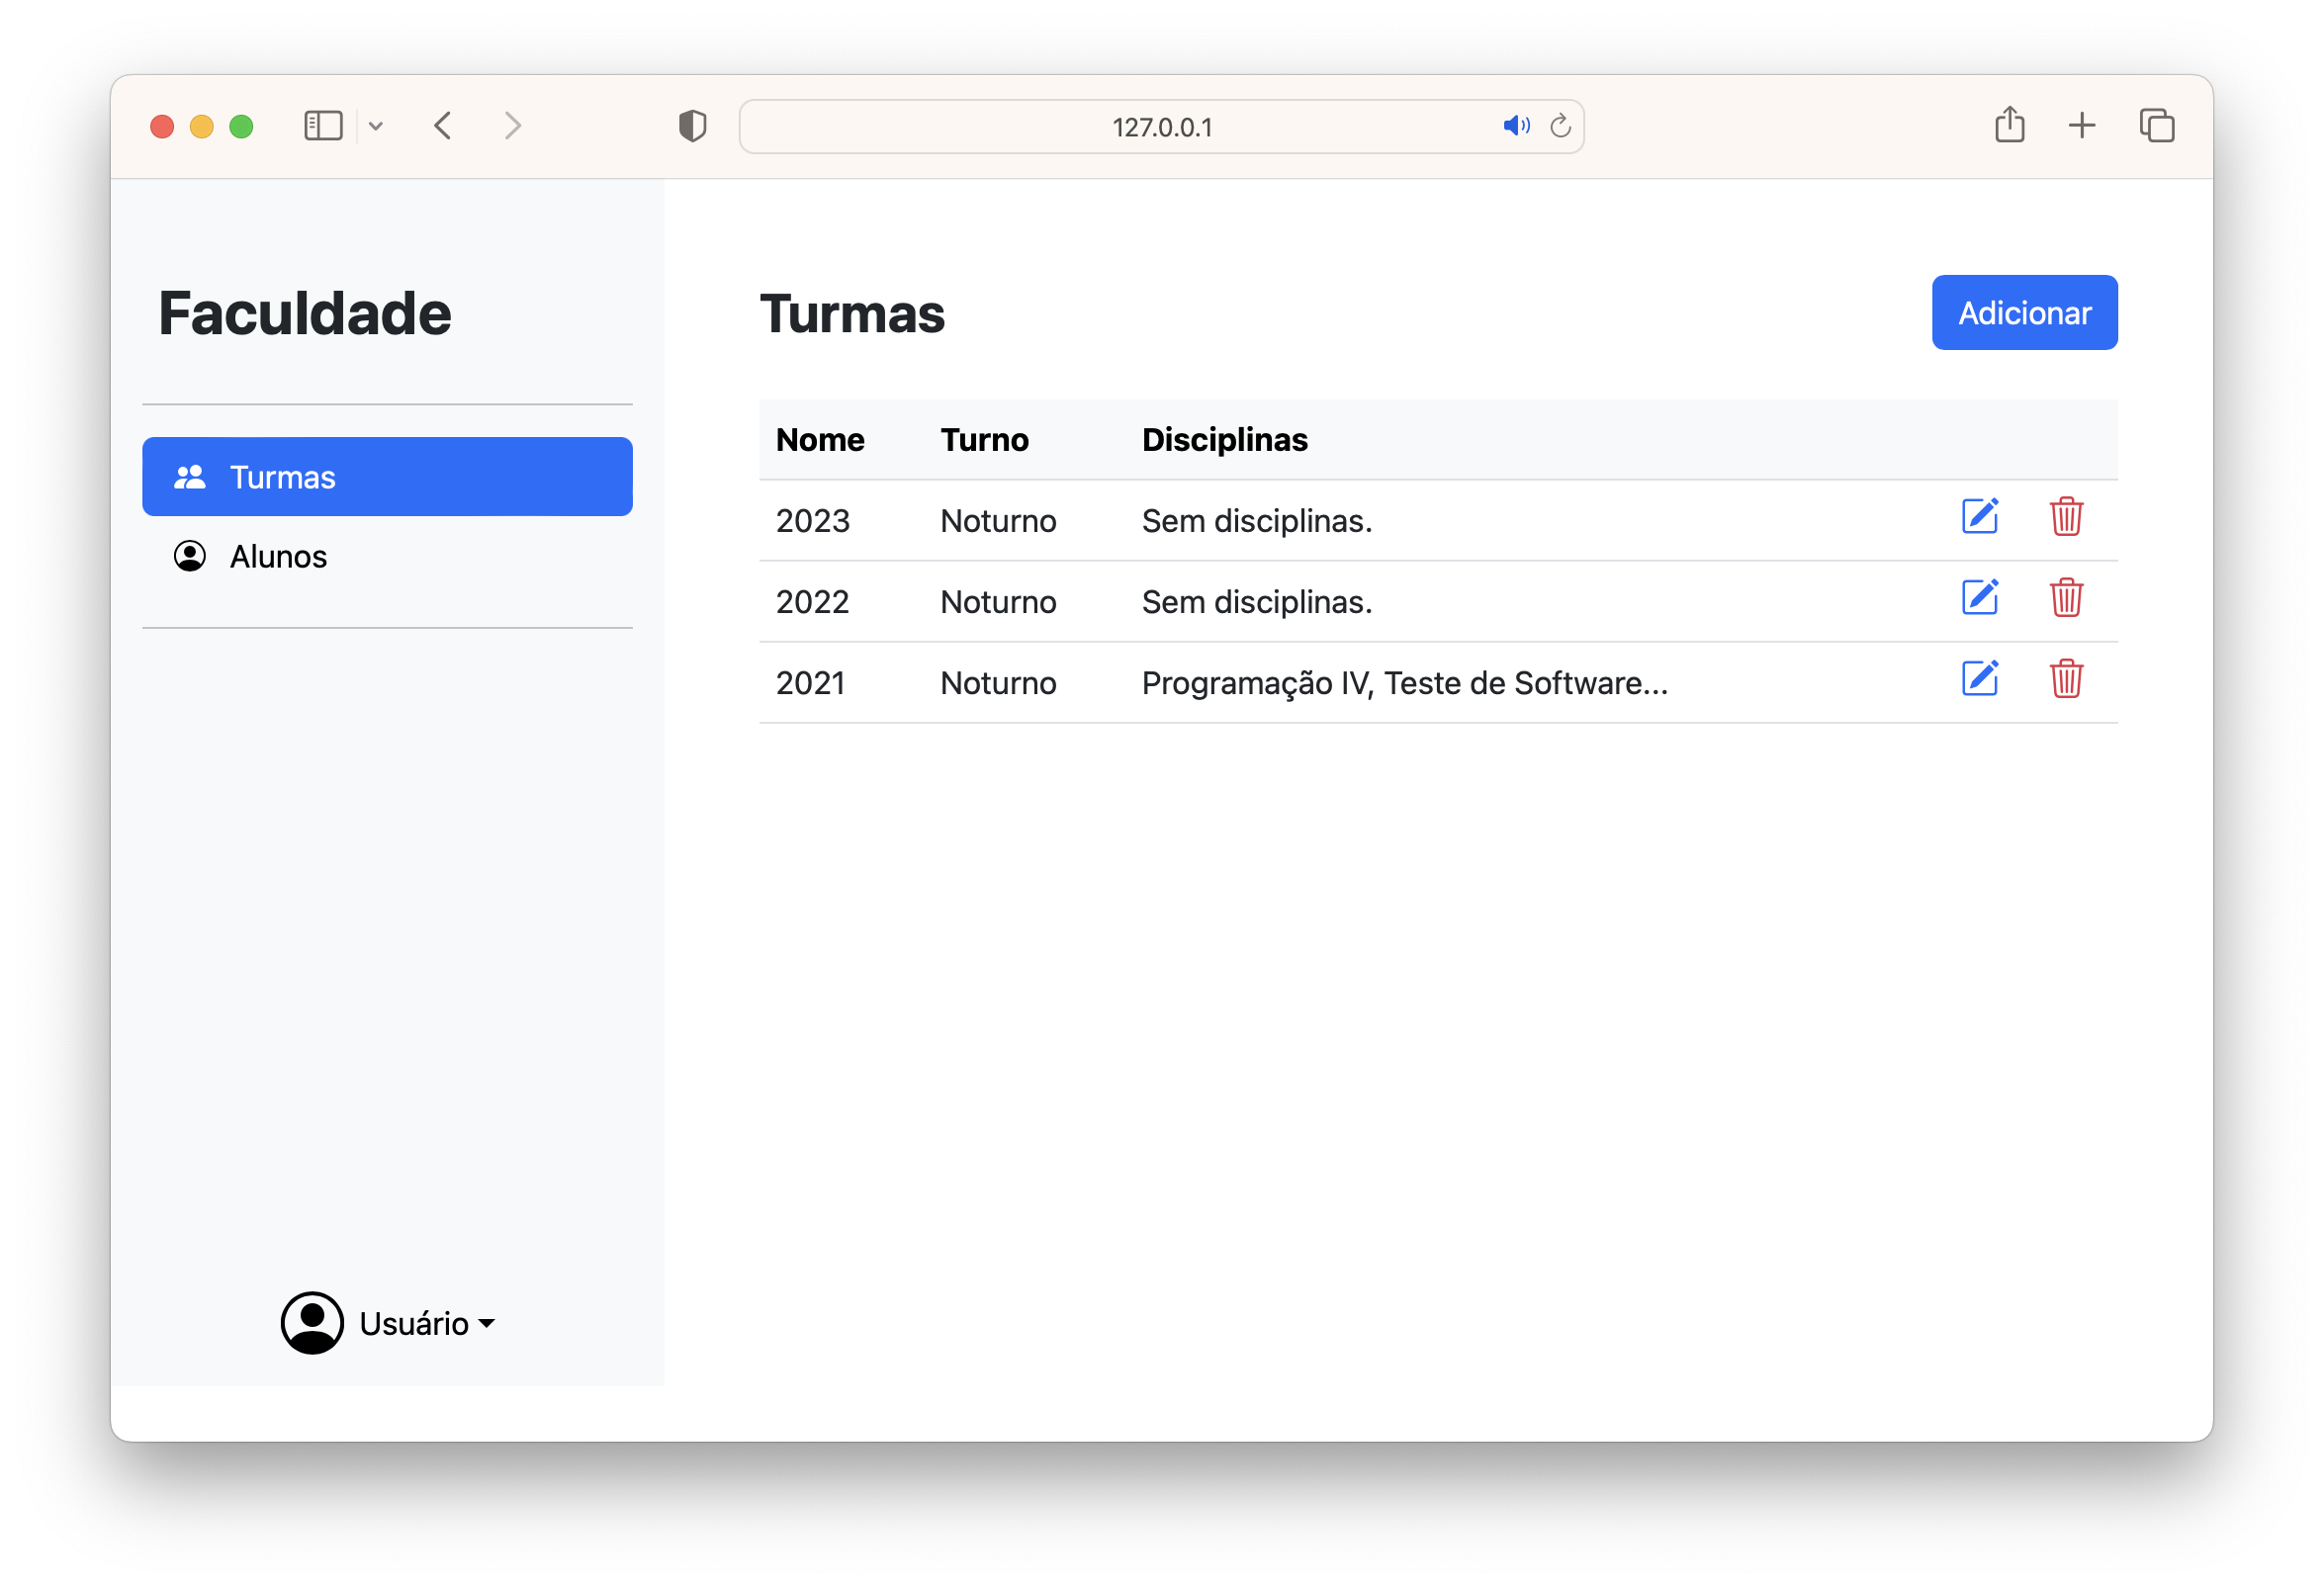 127.0.0.1
Faculdade
Turmas
Alunos
Usuário
Turmas
Adicionar
Nome Turno Disciplinas
2023 Noturno Sem disciplinas.
2022 Noturno Sem disciplinas.
2021 Noturno Programação IV, Teste de Software...